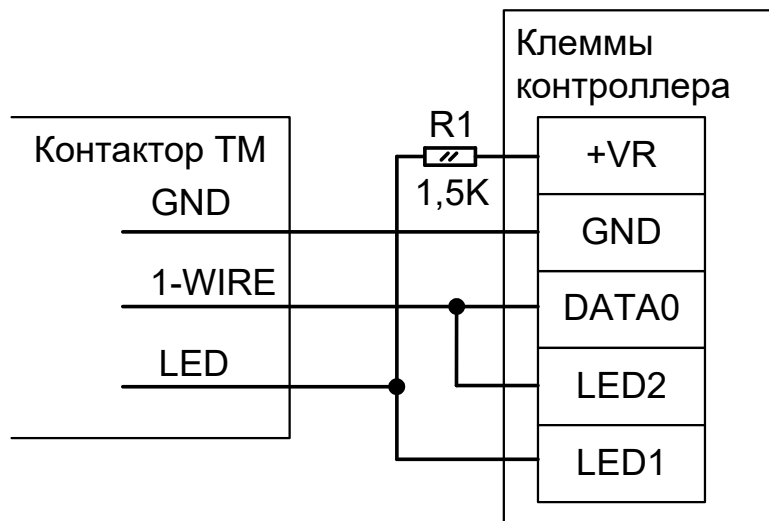 Клеммы
контроллера
R1
Контактор ТМ
+VR
1,5K
GND
GND
1-WIRE
DATA0
LED
LED2
LED1